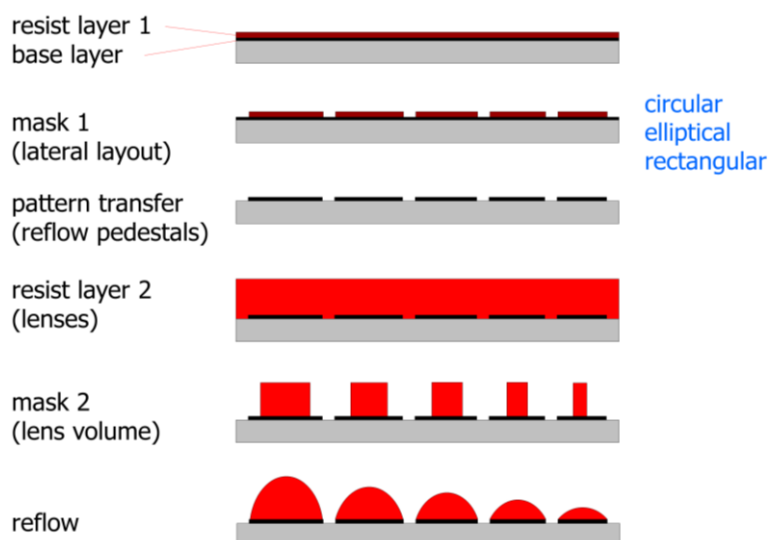 resist layer 1
base layer
mask 1
(lateral layout)
circular
elliptical
rectangular
pattern transfer
(reflow pedestals)
resist layer 2
(lenses)
mask 2
(lens volume)
reflow